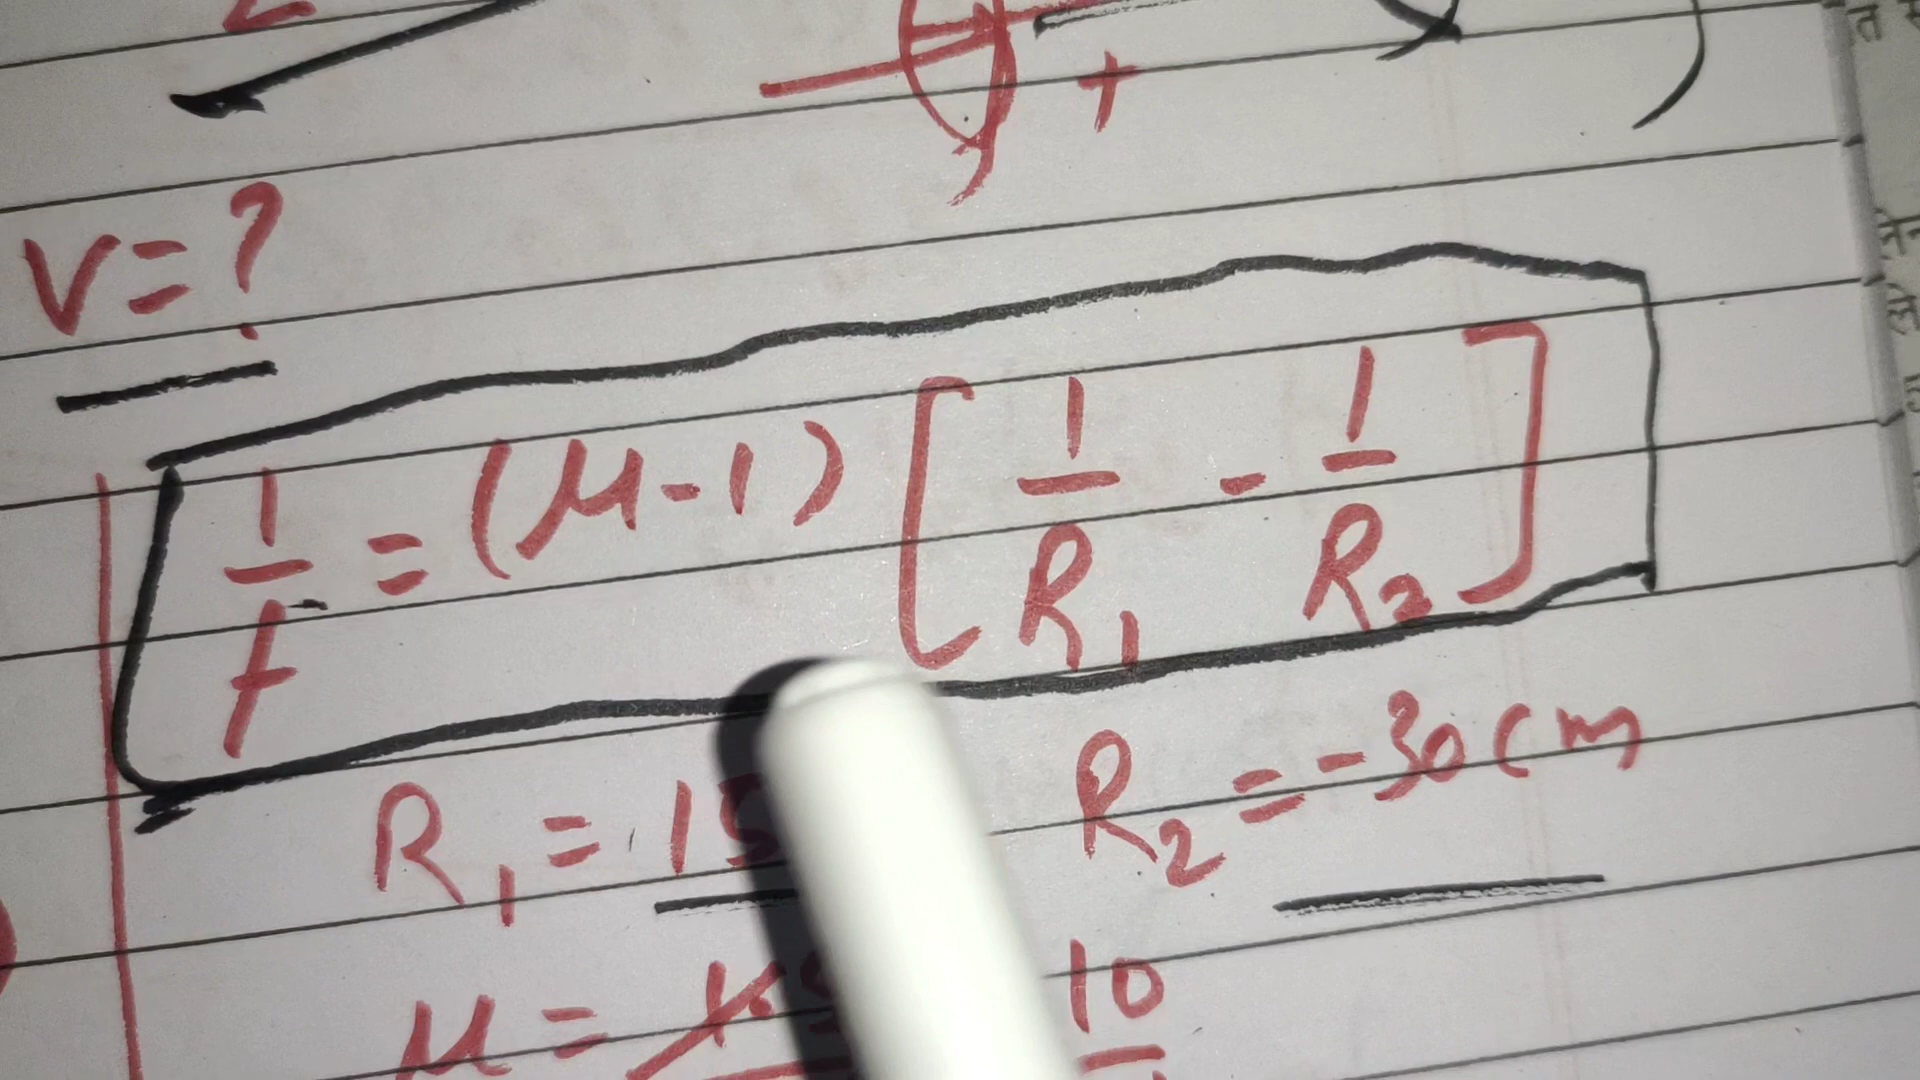 +
V = ?
1/f = (μ-1) [1/R₁ - 1/R₂]
R₁ = 15 R₂ = -30 cm
μ = 10